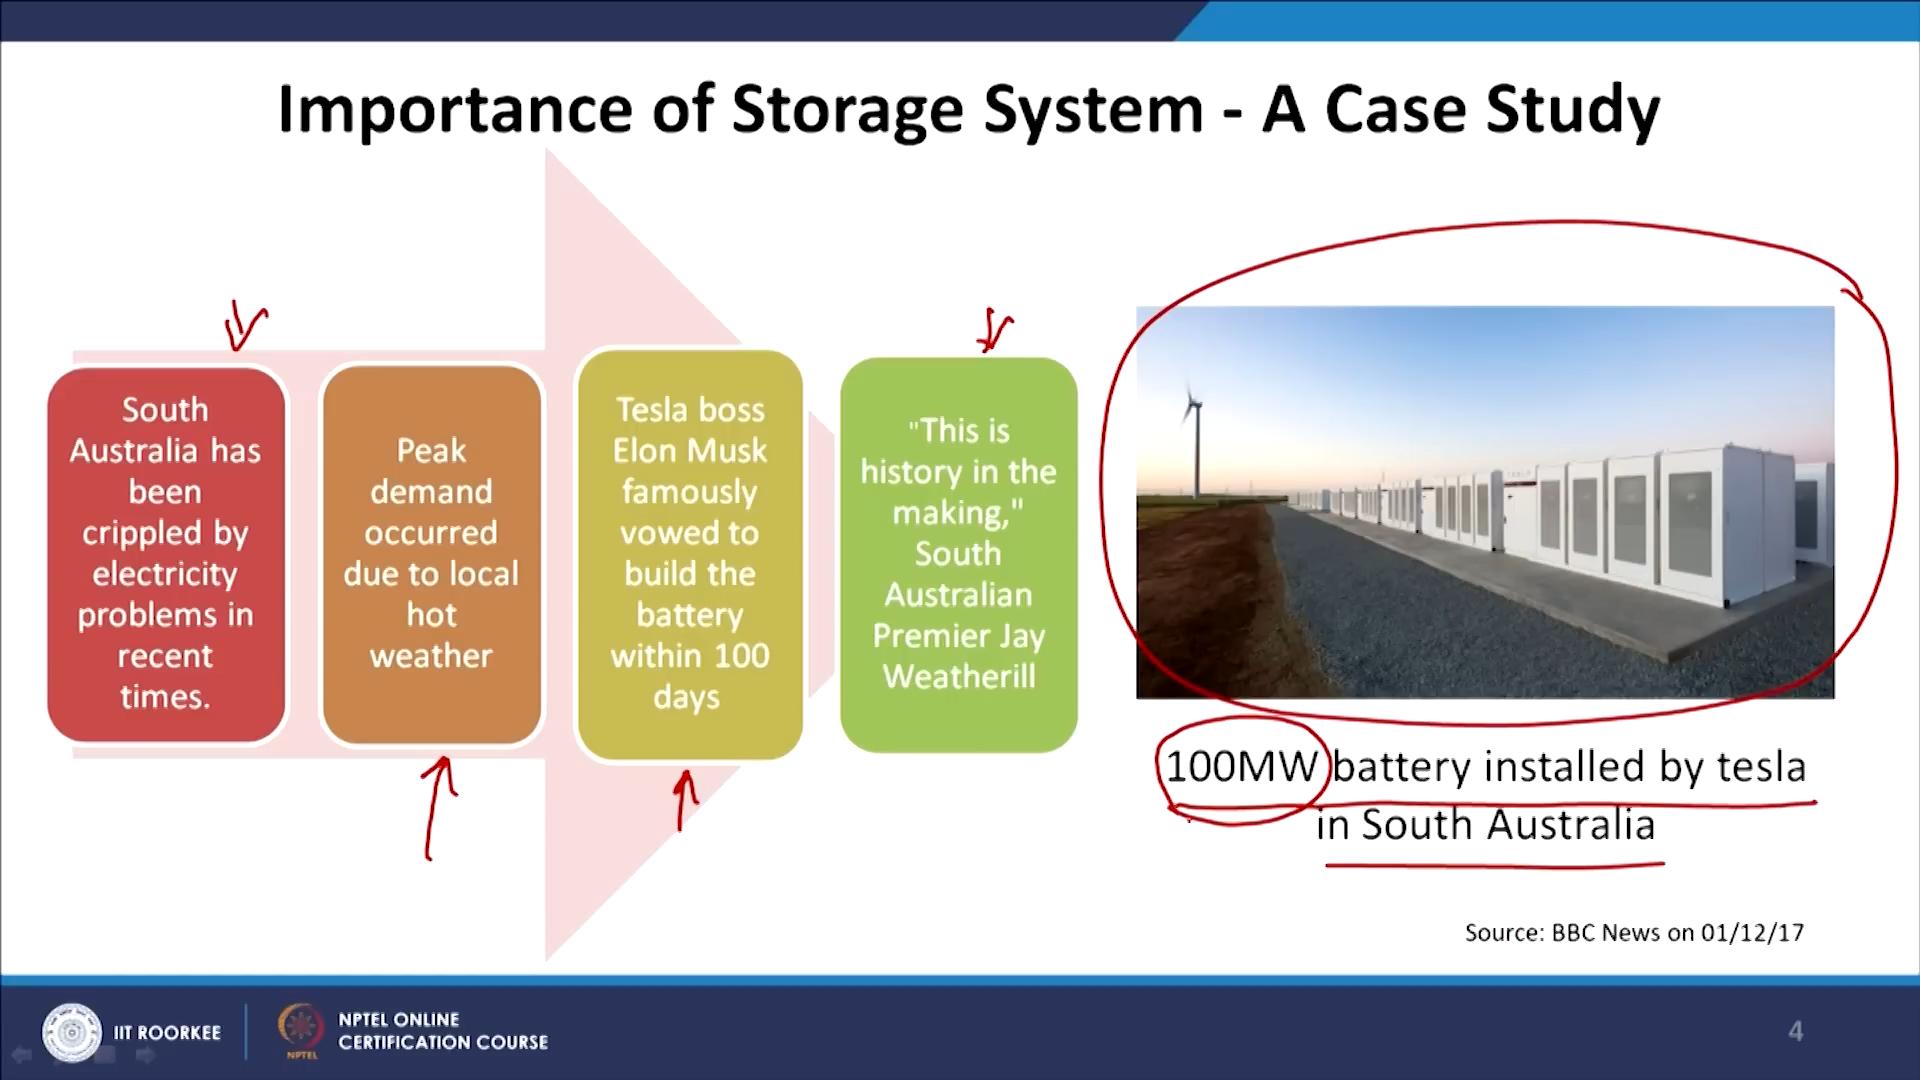 Importance of Storage System - A Case Study
South
Australia has
been
crippled by
electricity
problems in
recent
times.
Peak
demand
occurred
due to local
hot
weather
Tesla boss
Elon Musk
famously
vowed to
build the
battery
within 100
days
"This is
history in the
making,"
South
Australian
Premier Jay
Weatherill
100MW battery installed by tesla
in South Australia
Source: BBC News on 01/12/17
IIT ROORKEE
NPTEL
NPTEL ONLINE
CERTIFICATION COURSE
4